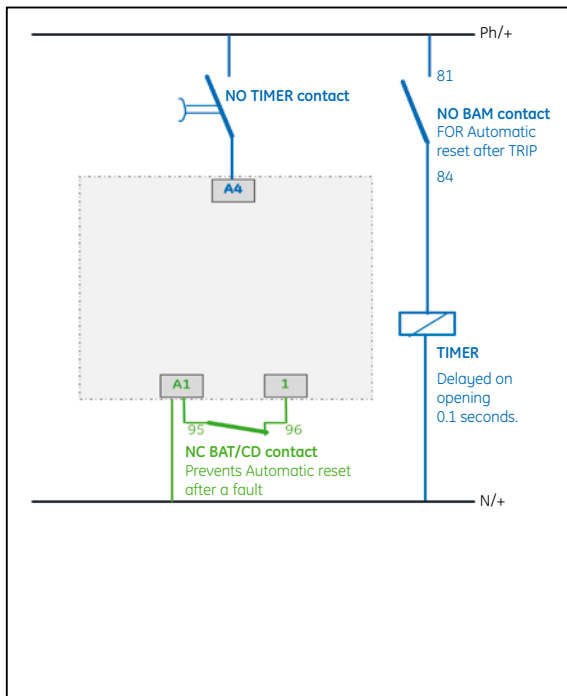 Ph/+
81
NO TIMER contact
NO BAM contact
FOR Automatic
reset after TRIP
84
A4
TIMER
Delayed on
opening
0.1 seconds.
A1
1
95
96
NC BAT/CD contact
Prevents Automatic reset
after a fault
N/+